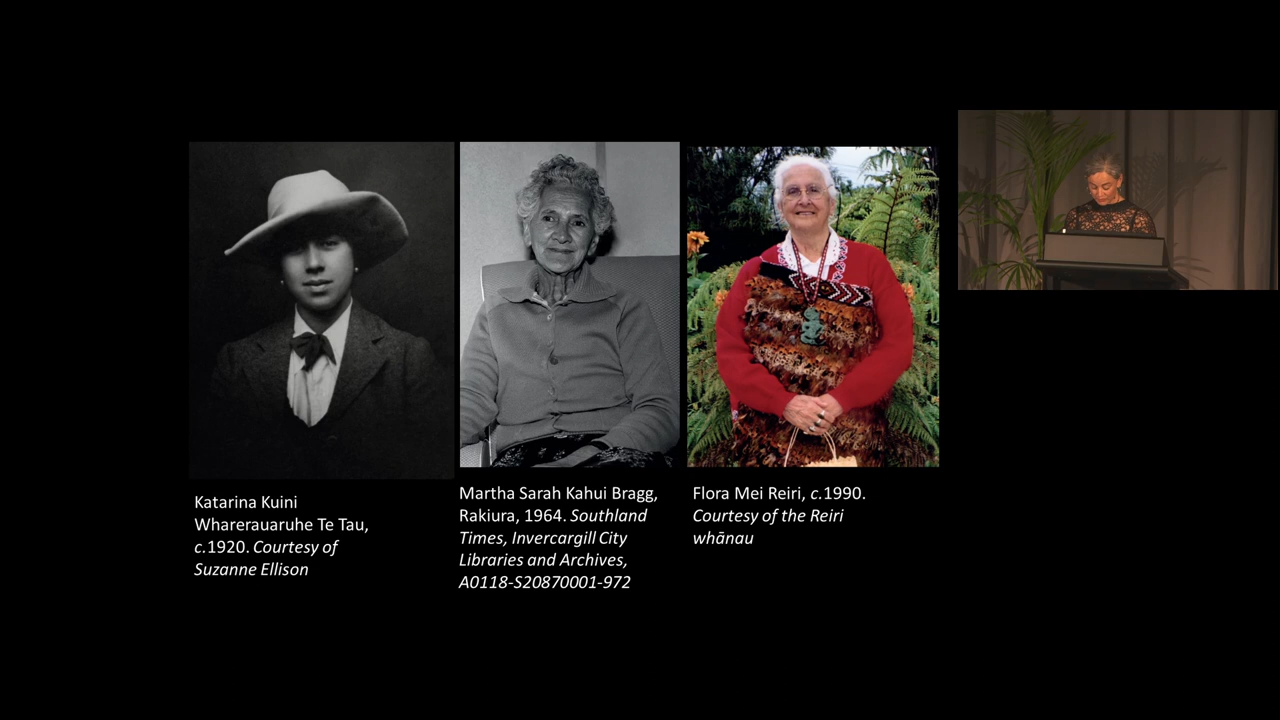 Katarina Kuini
Wharerauaruhe Te Tau,
c.1920. Courtesy of
Suzanne Ellison
Martha Sarah Kahui Bragg,
Rakiura, 1964. Southland
Times, Invercargill City
Libraries and Archives,
A0118-S20870001-972
Flora Mei Reiri, c.1990.
Courtesy of the Reiri
whānau